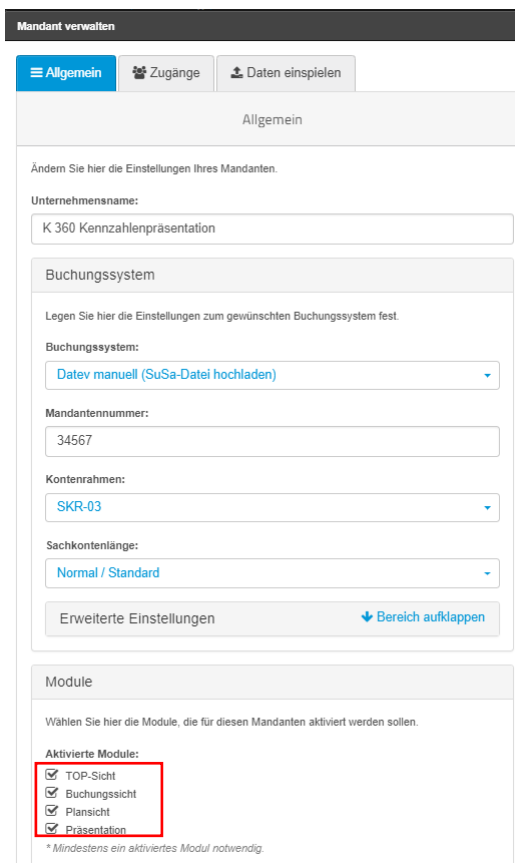 Mandant verwalten
Allgemein
Zugänge
Daten einspielen
Allgemein
Ändern Sie hier die Einstellungen Ihres Mandanten.
Unternehmensname:
K 360 Kennzahlenpräsentation
Buchungssystem
Legen Sie hier die Einstellungen zum gewünschten Buchungssystem fest.
Buchungssystem:
Datev manuell (SuSa-Datei hochladen)
Mandantennummer:
34567
Kontenrahmen:
SKR-03
Sachkontenlänge:
Normal / Standard
Erweiterte Einstellungen
Bereich aufklappen
Module
Wählen Sie hier die Module, die für diesen Mandanten aktiviert werden sollen.
Aktivierte Module:
TOP-Sicht
Buchungssicht
Plansicht
Präsentation
* Mindestens ein aktiviertes Modul notwendig.